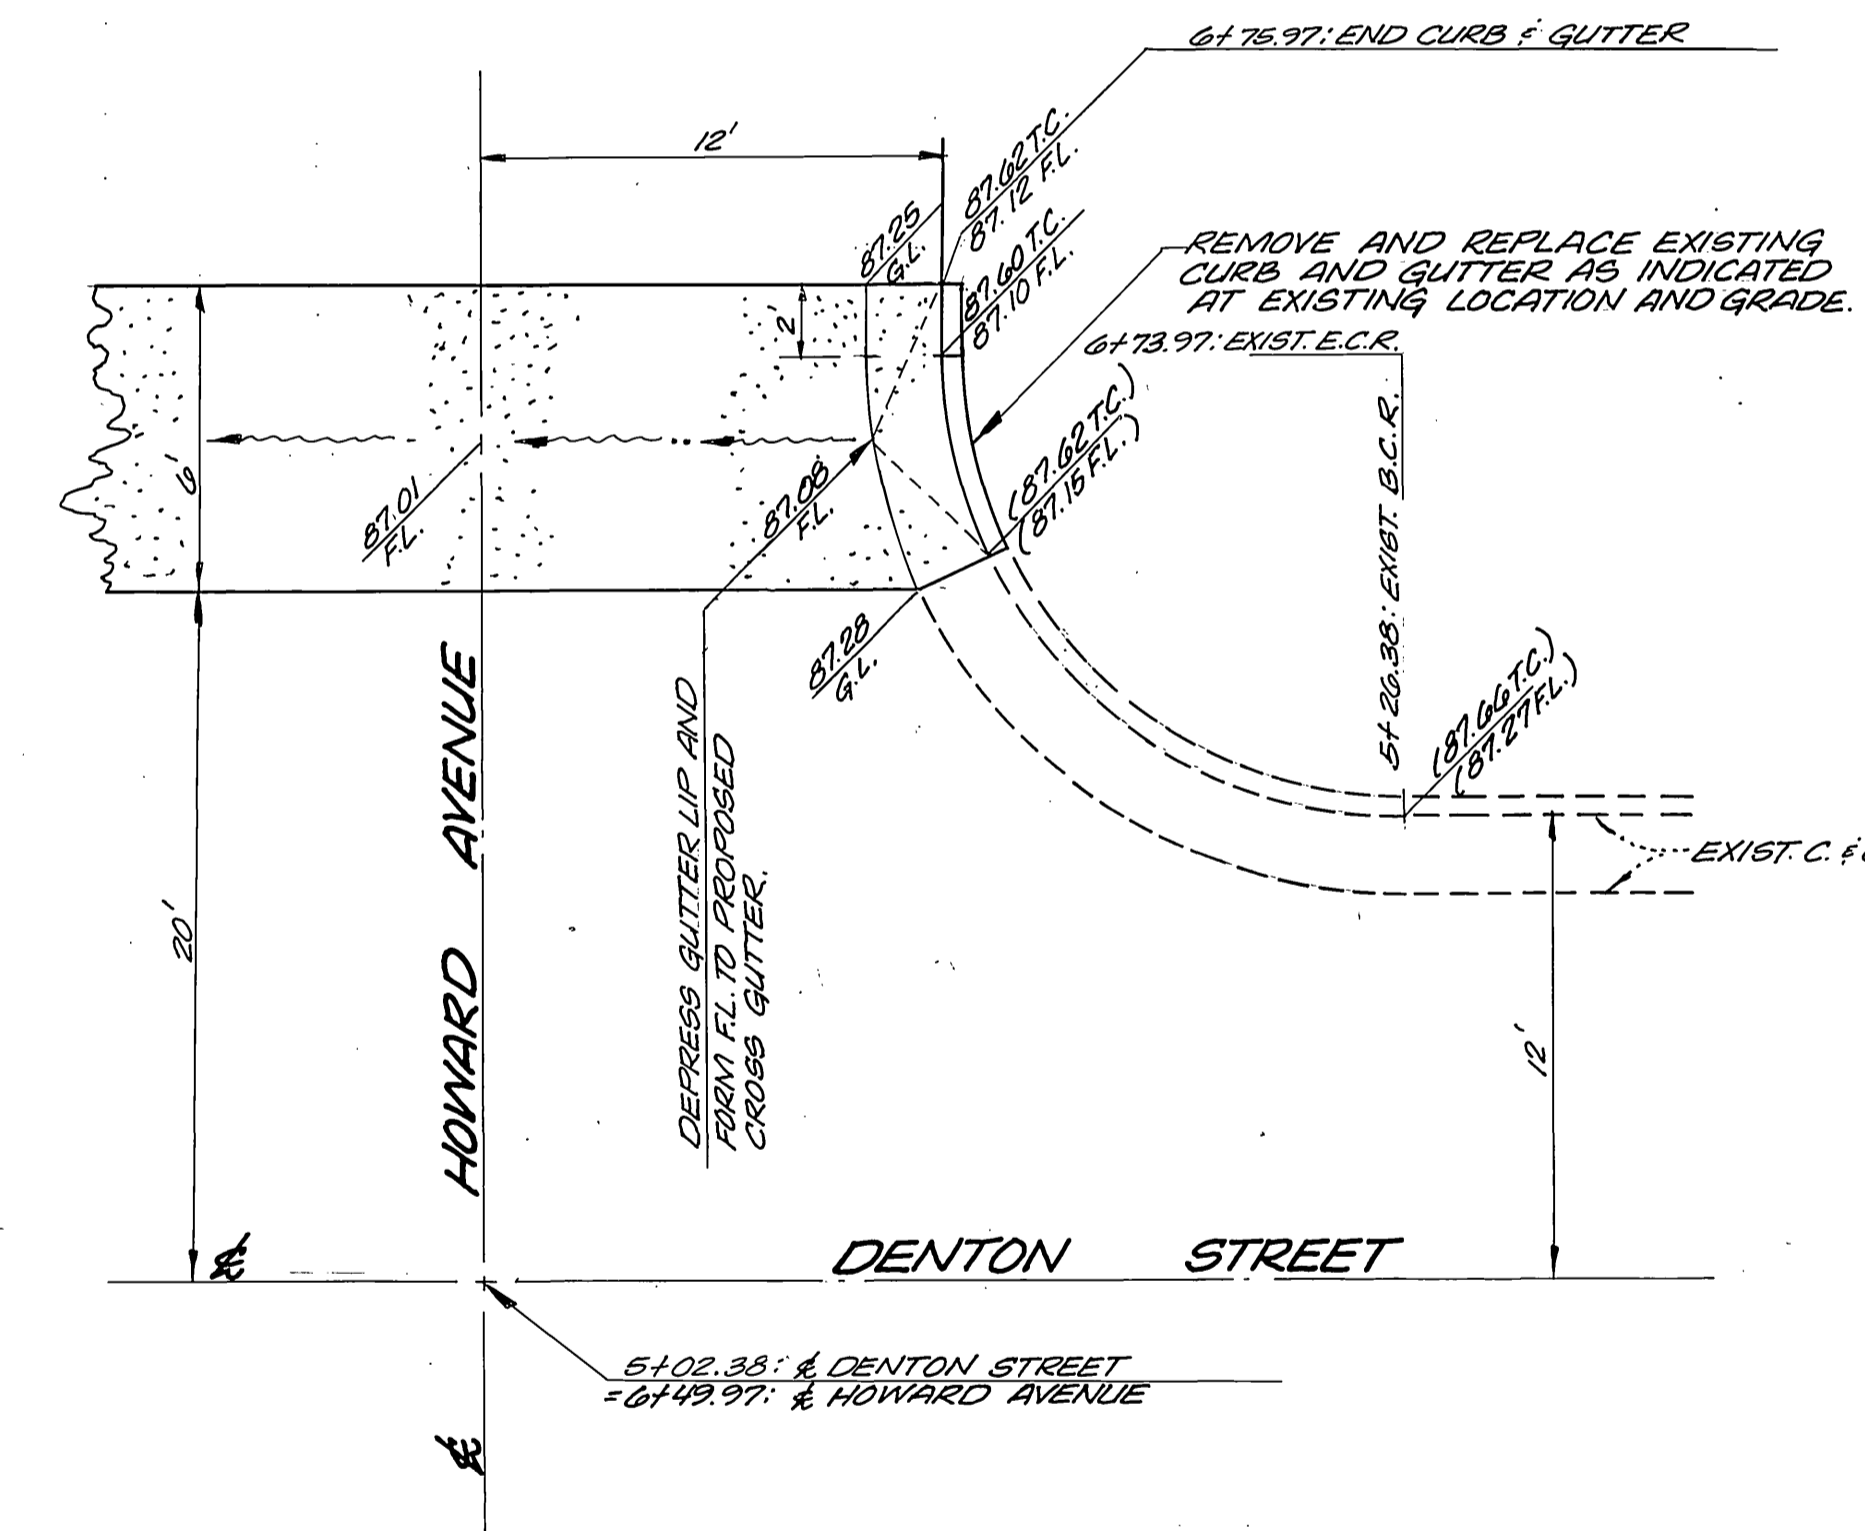 6+75.97: END CURB & GUTTER
12'
87.62 T.C.
87.12 F.L.
87.25
G.L.
87.60 T.C.
87.10 F.L.
REMOVE AND REPLACE EXISTING
CURB AND GUTTER AS INDICATED
AT EXISTING LOCATION AND GRADE.
2'
6+73.97: EXIST. E.C.R.
(87.62 T.C.)
(87.15 F.L.)
5+26.38: EXIST. B.C.R.
6'
87.01
F.L.
87.08
F.L.
87.28
G.L.
(87.66 T.C.)
(87.27 F.L.)
DEPRESS GUTTER LIP AND
FORM F.L. TO PROPOSED
CROSS GUTTER.
HOWARD AVENUE
EXIST. C. &
20'
12'
℄
DENTON STREET
5+02.38: ℄ DENTON STREET
=6+49.97: ℄ HOWARD AVENUE
℄